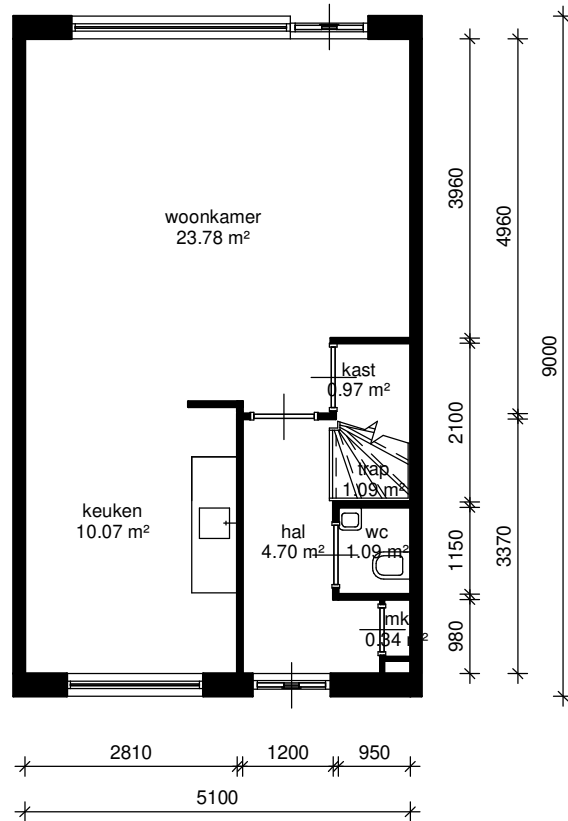 woonkamer
23.78 m²
3960
4960
9000
kast
0.97 m²
2100
trap
1.09 m²
keuken
10.07 m²
hal
4.70 m²
wc
1.09 m²
1150
3370
mk
0.34 m²
980
2810
1200
950
5100